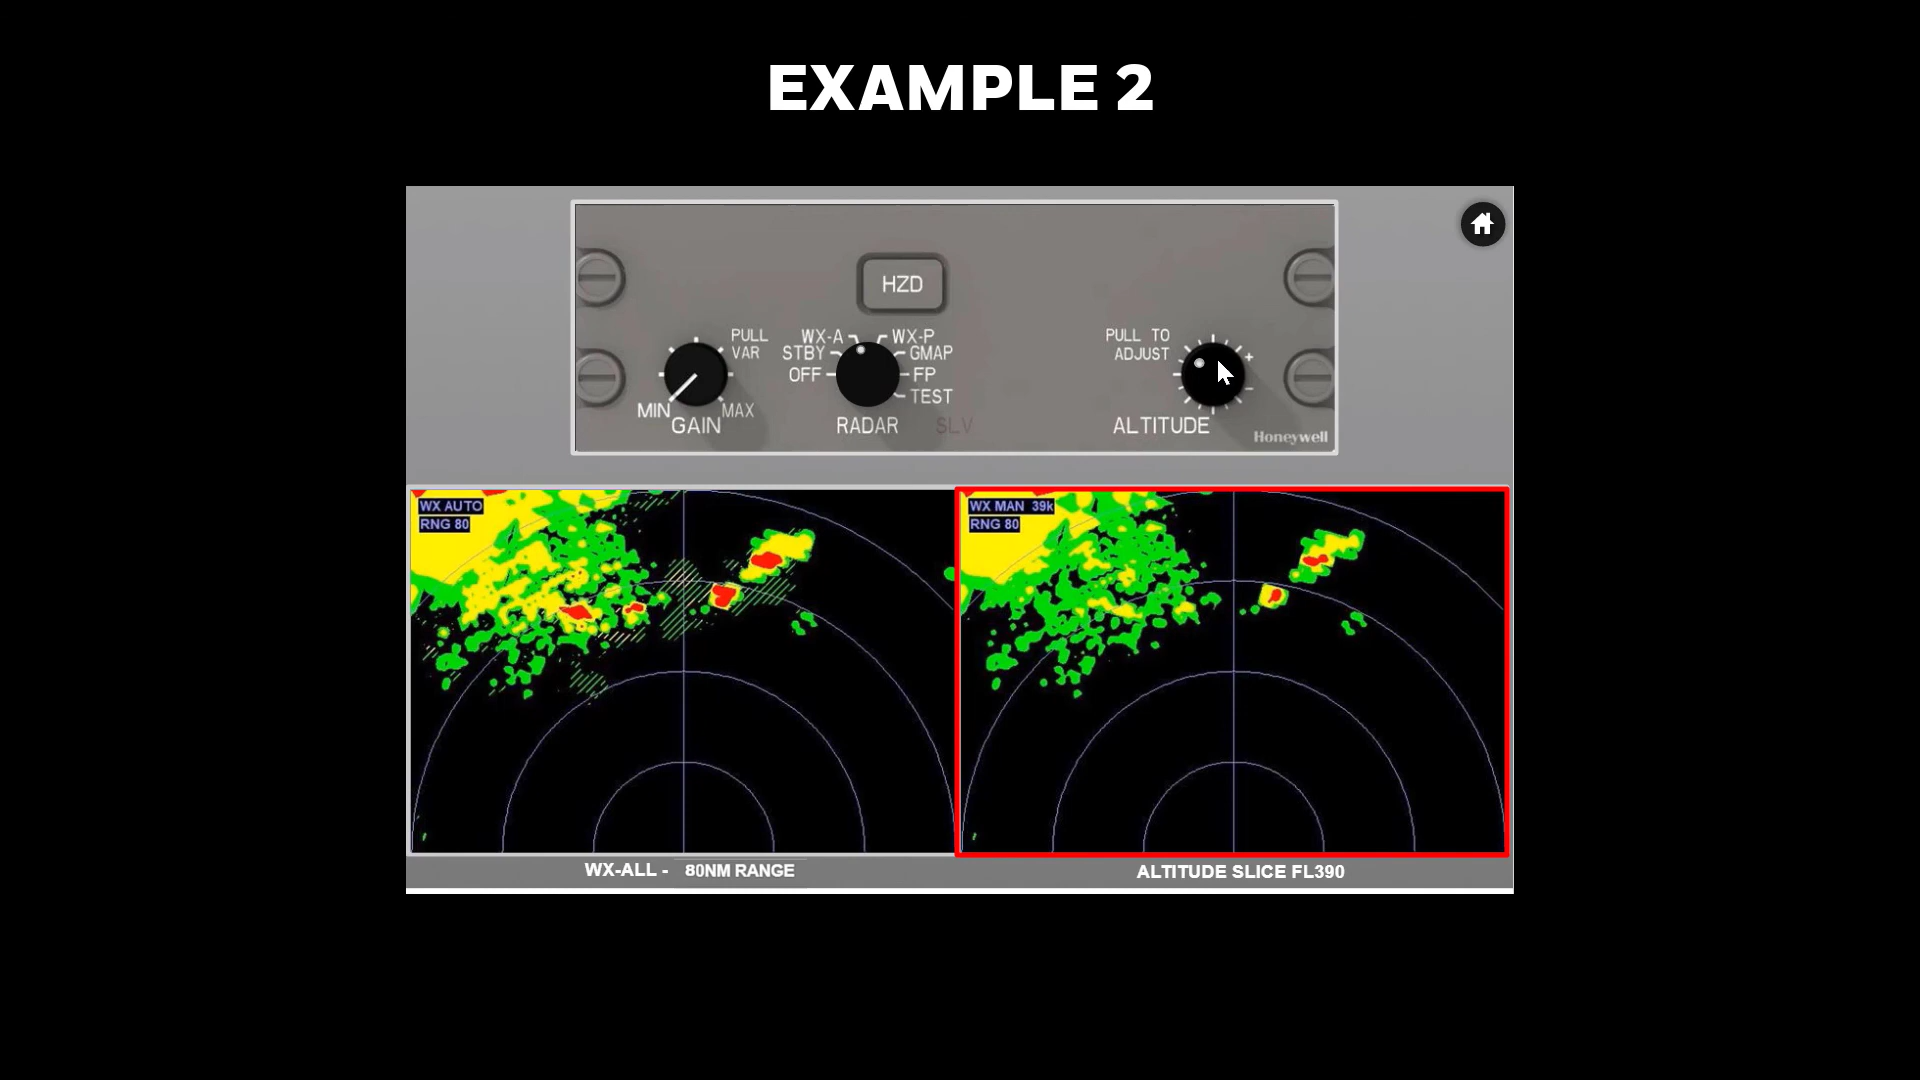 EXAMPLE 2
HZD
PULL
VAR
MIN
MAX
GAIN
WX-A
WX-P
STBY
GMAP
OFF
FP
TEST
RADAR
SLV
PULL TO
ADJUST
+
-
ALTITUDE
Honeywell
WX AUTO
RNG 80
WX MAN 39k
RNG 80
WX-ALL - 80NM RANGE
ALTITUDE SLICE FL390